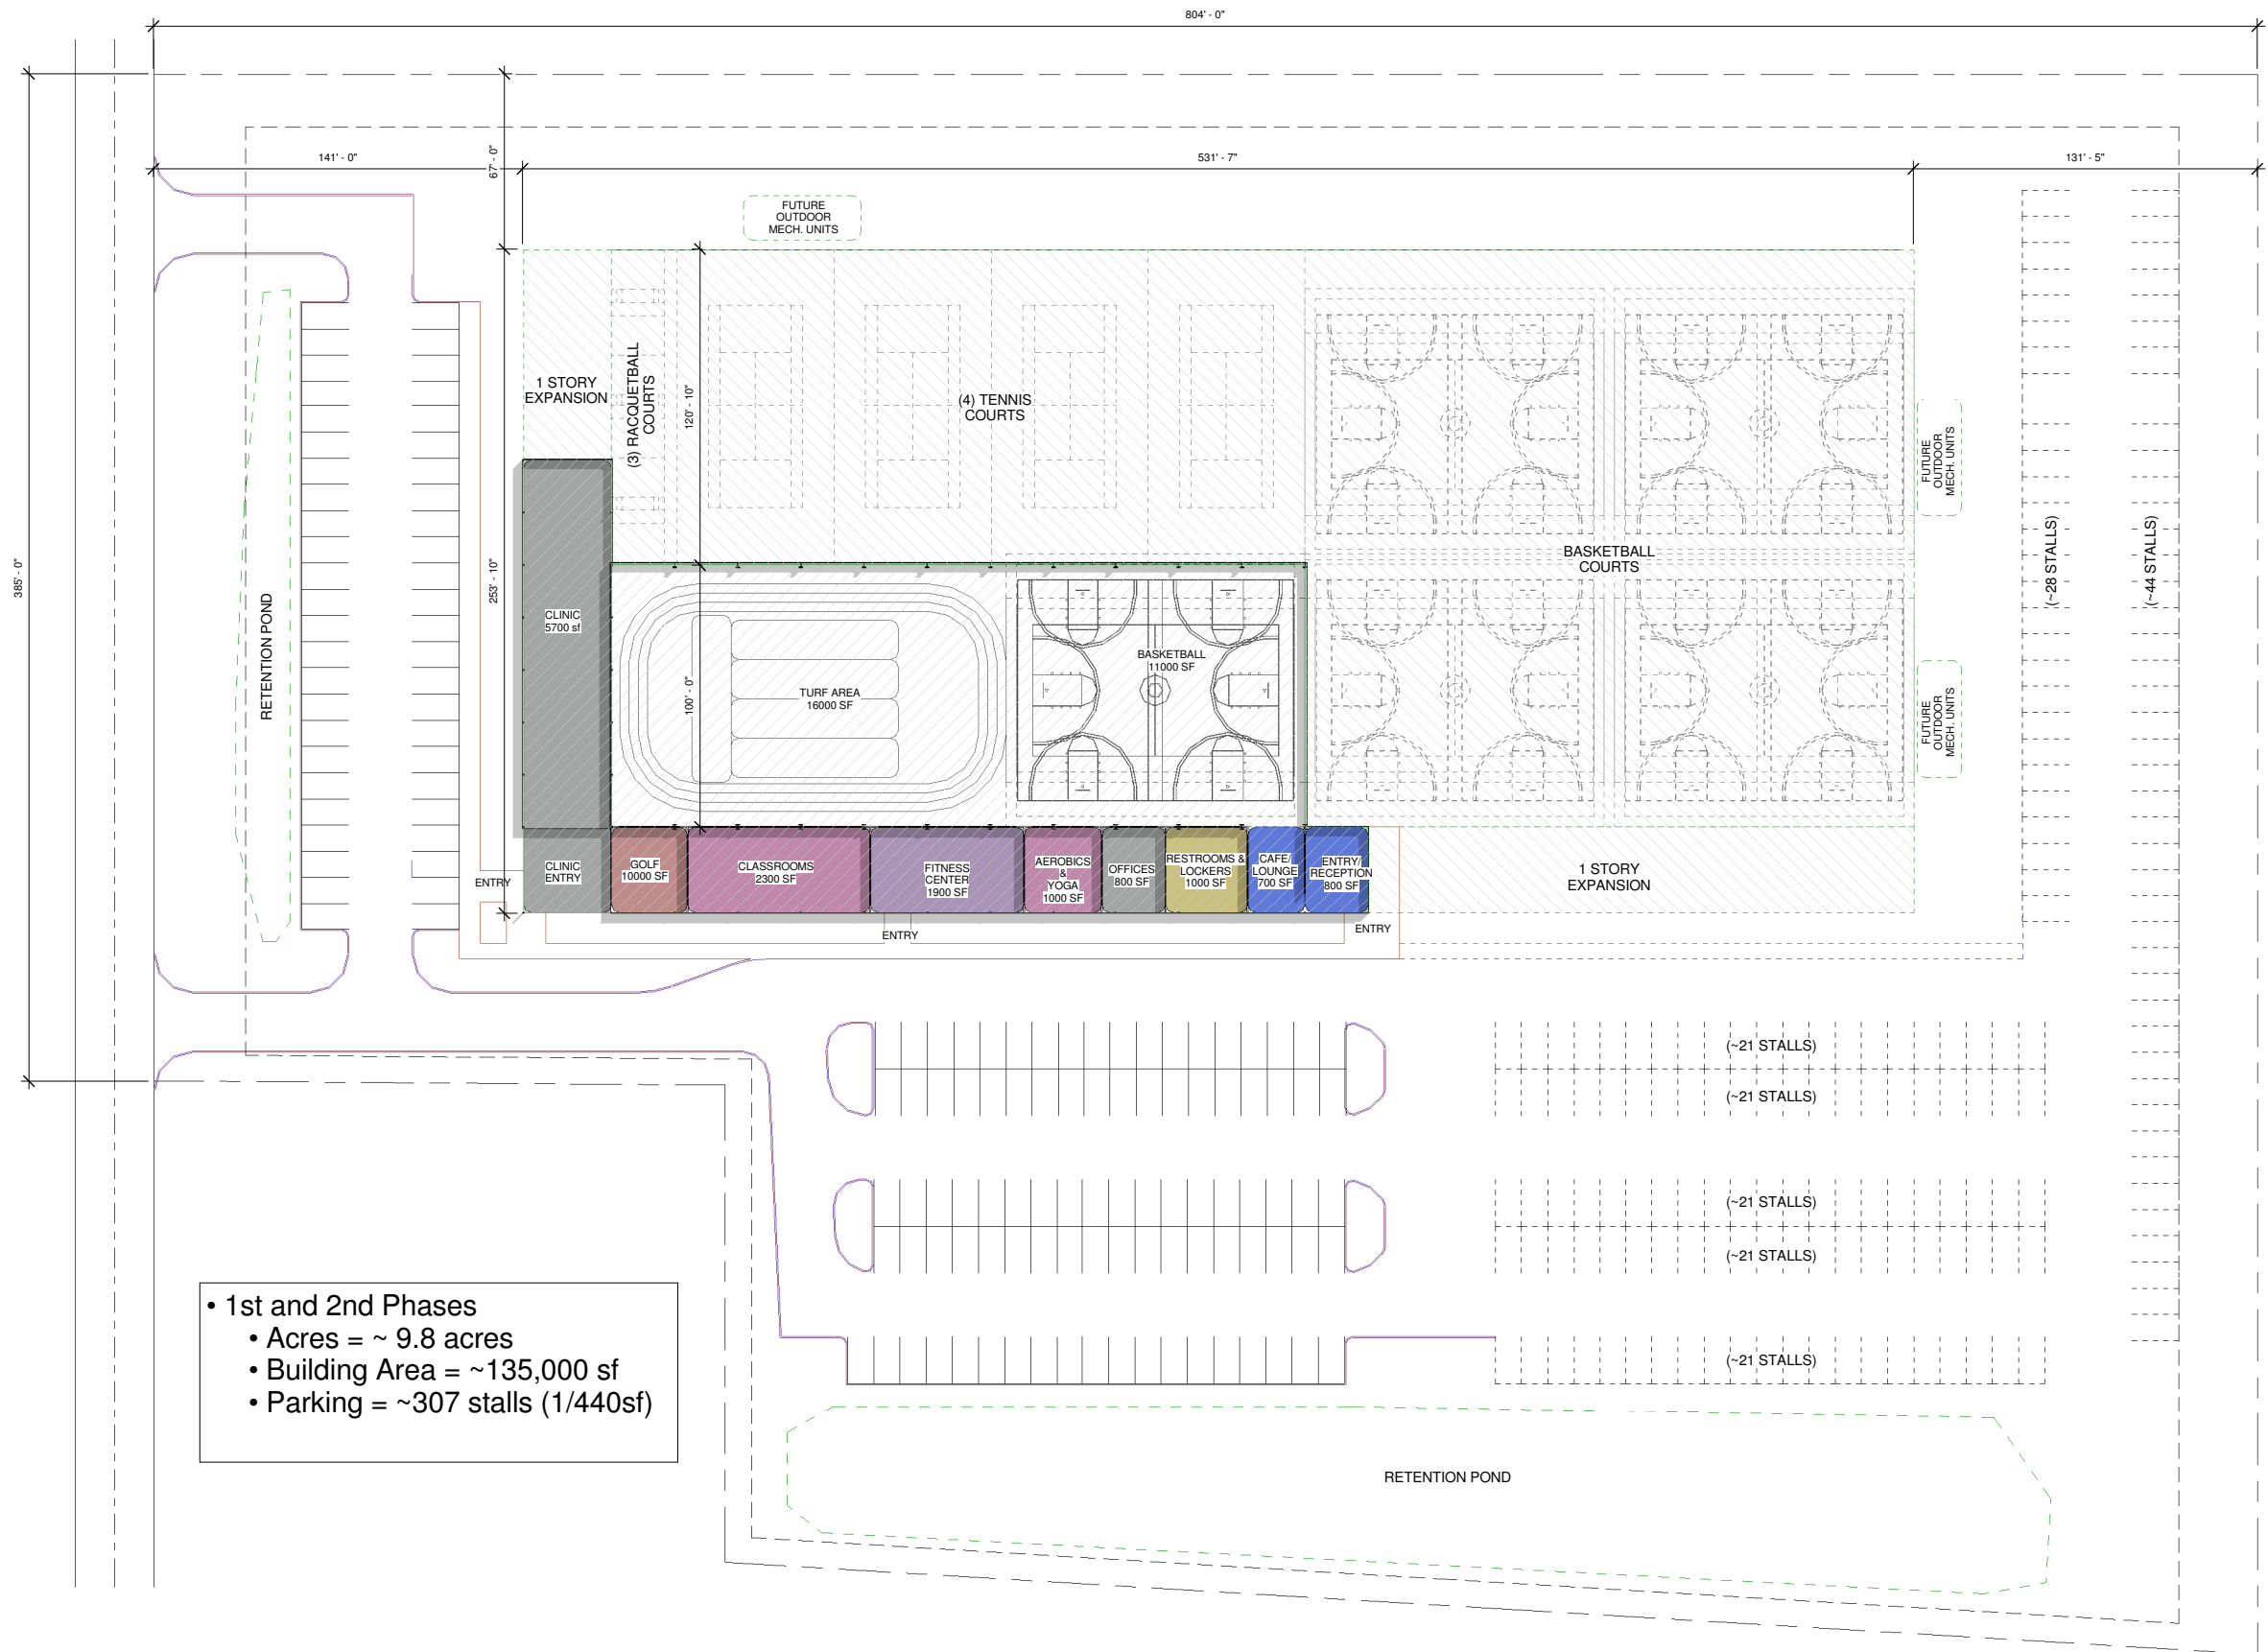 804' - 0"
141' - 0"
67' - 0"
531' - 7"
131' - 5"
FUTURE
OUTDOOR
MECH. UNITS
1 STORY
EXPANSION
(3) RACQUETBALL
COURTS
120' - 10"
(4) TENNIS
COURTS
FUTURE
OUTDOOR
MECH. UNITS
385' - 0"
253' - 10"
BASKETBALL
COURTS
(~28 STALLS)
(~44 STALLS)
RETENTION POND
CLINIC
5700 sf
BASKETBALL
11000 SF
TURF AREA
16000 SF
100' - 0"
FUTURE
OUTDOOR
MECH. UNITS
CLINIC
ENTRY
GOLF
10000 SF
CLASSROOMS
2300 SF
FITNESS
CENTER
1900 SF
AEROBICS
&
YOGA
1000 SF
OFFICES
800 SF
RESTROOMS &
LOCKERS
1000 SF
CAFE/
LOUNGE
700 SF
ENTRY/
RECEPTION
800 SF
1 STORY
EXPANSION
ENTRY
ENTRY
ENTRY
(~21 STALLS)
(~21 STALLS)
(~21 STALLS)
(~21 STALLS)
(~21 STALLS)
• 1st and 2nd Phases
• Acres = ~ 9.8 acres
• Building Area = ~135,000 sf
• Parking = ~307 stalls (1/440sf)
RETENTION POND